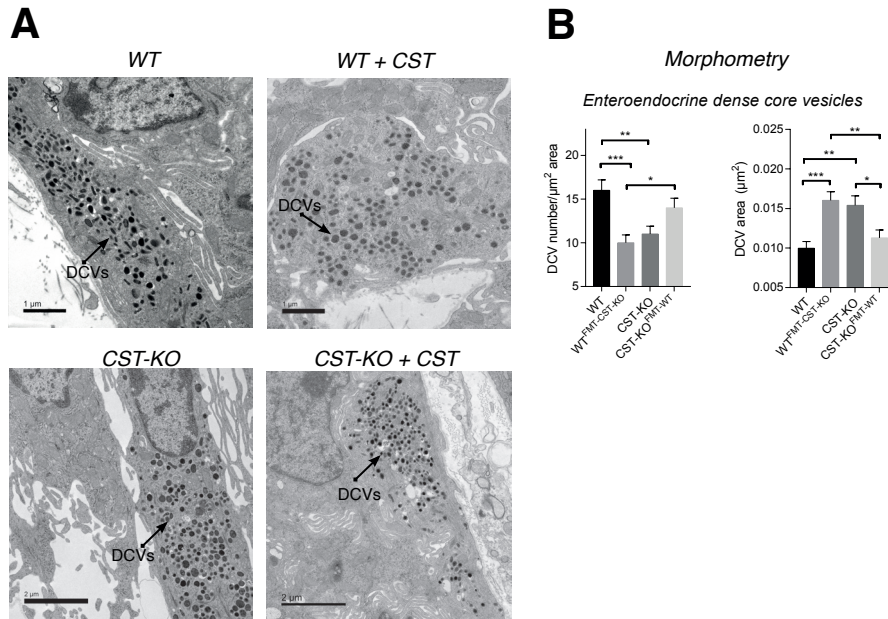 A
B
WT
WT + CST
DCVs
1 µm
DCVs
1 µm
CST-KO
CST-KO + CST
DCVs
2 µm
DCVs
2 µm
Morphometry
Enteroendocrine dense core vesicles
DCV number/µm² area
20
15
10
5
**
***
*
WT
WT^FMT-CST-KO
CST-KO
CST-KO^FMT-WT
DCV area (µm²)
0.025
0.020
0.015
0.010
0.005
**
**
***
*
WT
WT^FMT-CST-KO
CST-KO
CST-KO^FMT-WT